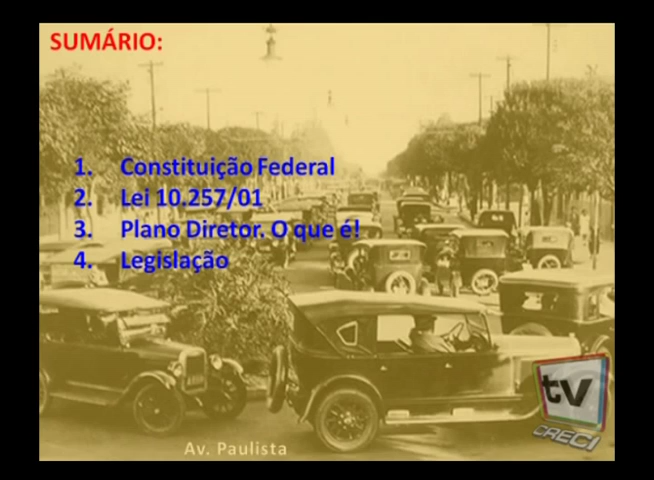 SUMÁRIO:
1. Constituição Federal
2. Lei 10.257/01
3. Plano Diretor. O que é!
4. Legislação
tv
CRECI
Av. Paulista